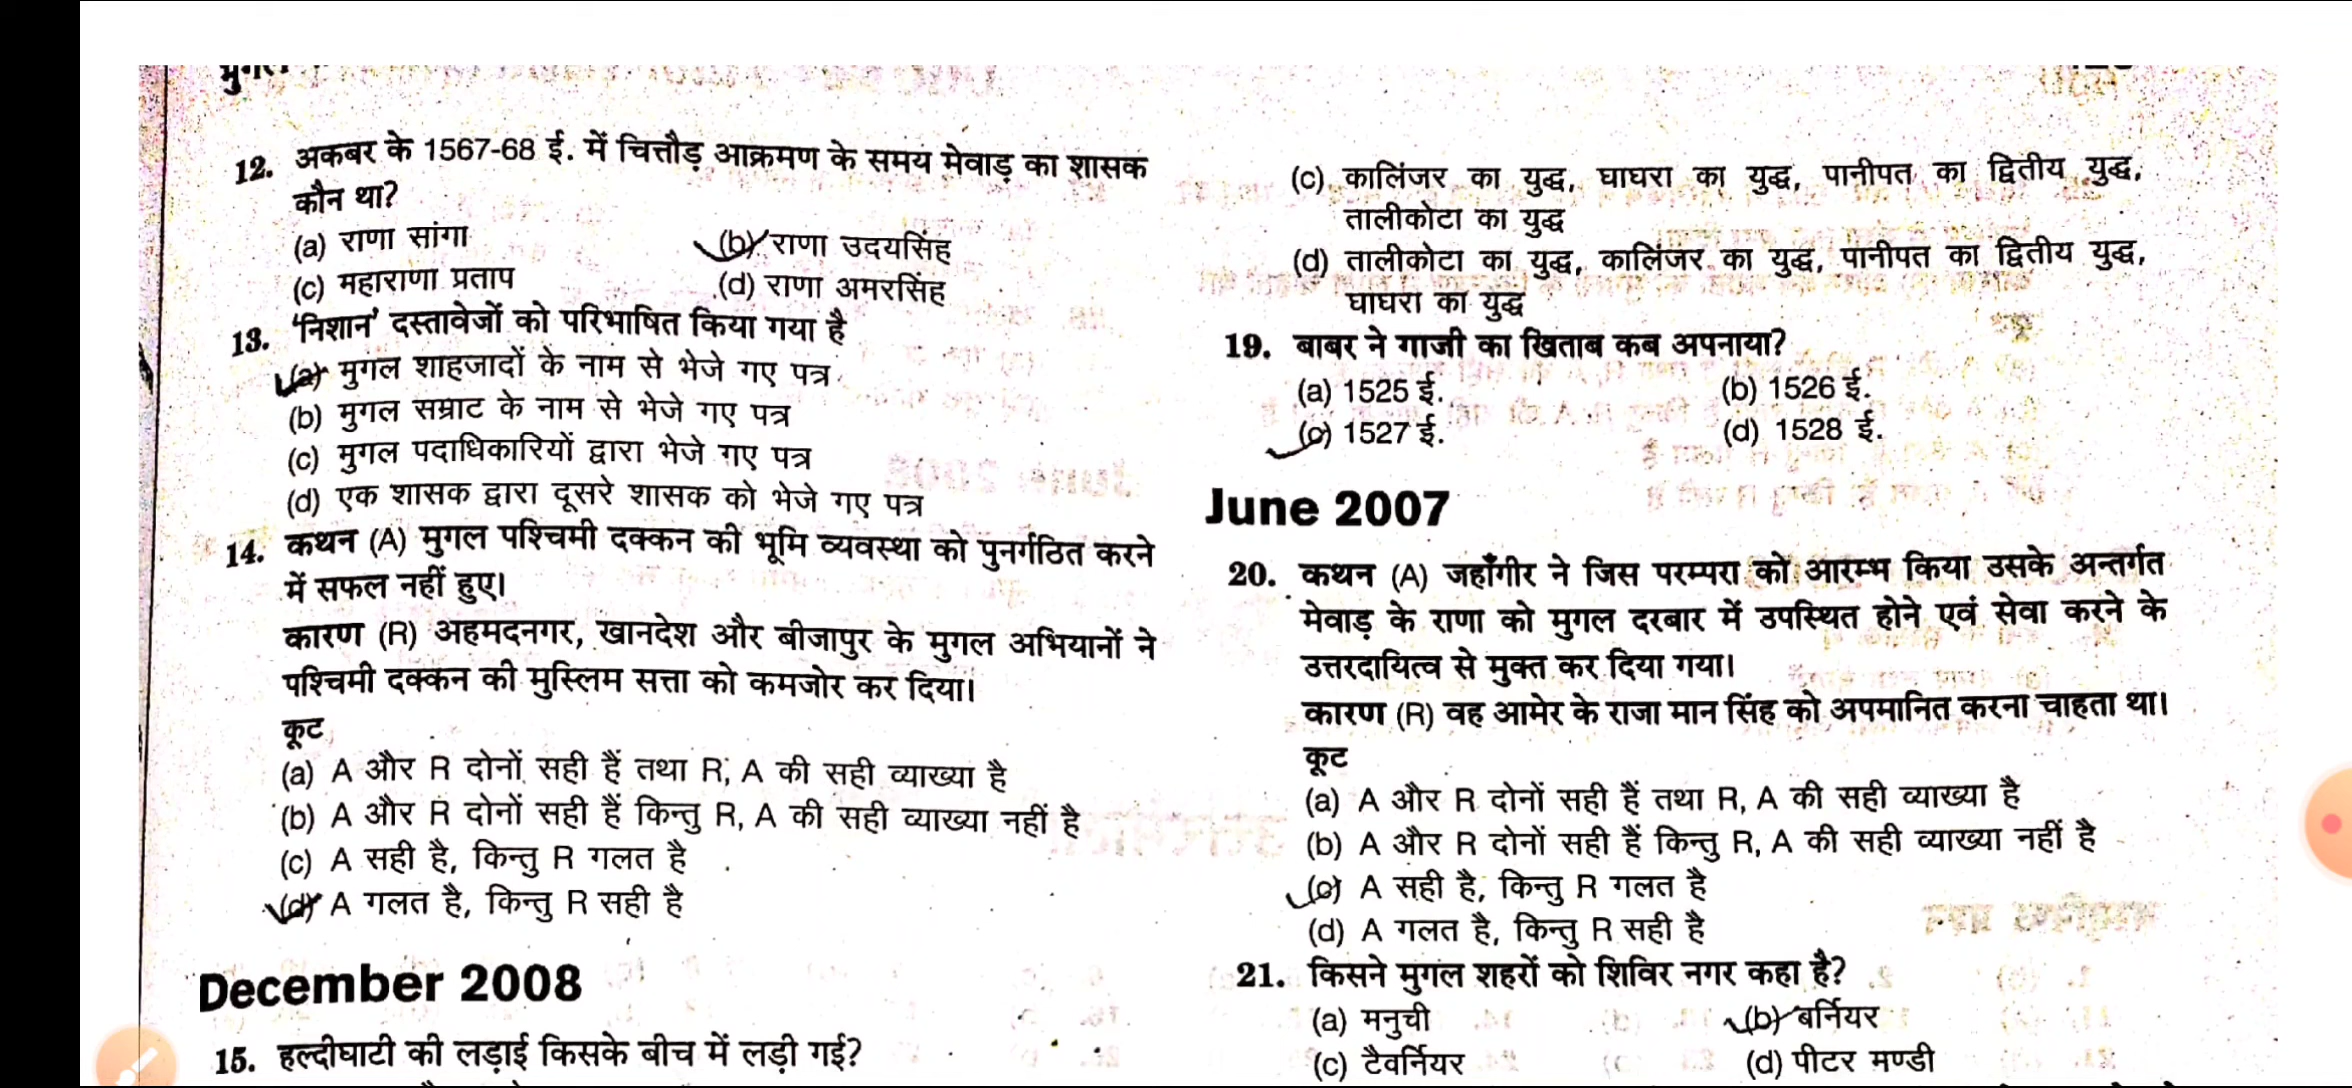 12. अकबर के 1567-68 ई. में चित्तौड़ आक्रमण के समय मेवाड़ का शासक
कौन था?
(a) राणा सांगा (b) राणा उदयसिंह
(c) महाराणा प्रताप (d) राणा अमरसिंह
13. 'निशान' दस्तावेजों को परिभाषित किया गया है
(a) मुगल शाहजादों के नाम से भेजे गए पत्र
(b) मुगल सम्राट के नाम से भेजे गए पत्र
(c) मुगल पदाधिकारियों द्वारा भेजे गए पत्र
(d) एक शासक द्वारा दूसरे शासक को भेजे गए पत्र
14. कथन (A) मुगल पश्चिमी दक्कन की भूमि व्यवस्था को पुनर्गठित करने
में सफल नहीं हुए।
कारण (R) अहमदनगर, खानदेश और बीजापुर के मुगल अभियानों ने
पश्चिमी दक्कन की मुस्लिम सत्ता को कमजोर कर दिया।
कूट
(a) A और R दोनों सही हैं तथा R, A की सही व्याख्या है
(b) A और R दोनों सही हैं किन्तु R, A की सही व्याख्या नहीं है
(c) A सही है, किन्तु R गलत है
(d) A गलत है, किन्तु R सही है
December 2008
15. हल्दीघाटी की लड़ाई किसके बीच में लड़ी गई?
(c) कालिंजर का युद्ध, घाघरा का युद्ध, पानीपत का द्वितीय युद्ध,
तालीकोटा का युद्ध
(d) तालीकोटा का युद्ध, कालिंजर का युद्ध, पानीपत का द्वितीय युद्ध,
घाघरा का युद्ध
19. बाबर ने गाजी का खिताब कब अपनाया?
(a) 1525 ई. (b) 1526 ई.
(c) 1527 ई. (d) 1528 ई.
June 2007
20. कथन (A) जहाँगीर ने जिस परम्परा को आरम्भ किया उसके अन्तर्गत
मेवाड़ के राणा को मुगल दरबार में उपस्थित होने एवं सेवा करने के
उत्तरदायित्व से मुक्त कर दिया गया।
कारण (R) वह आमेर के राजा मान सिंह को अपमानित करना चाहता था।
कूट
(a) A और R दोनों सही हैं तथा R, A की सही व्याख्या है
(b) A और R दोनों सही हैं किन्तु R, A की सही व्याख्या नहीं है
(c) A सही है, किन्तु R गलत है
(d) A गलत है, किन्तु R सही है
21. किसने मुगल शहरों को शिविर नगर कहा है?
(a) मनुची (b) बर्नियर
(c) टैवर्नियर (d) पीटर मण्डी